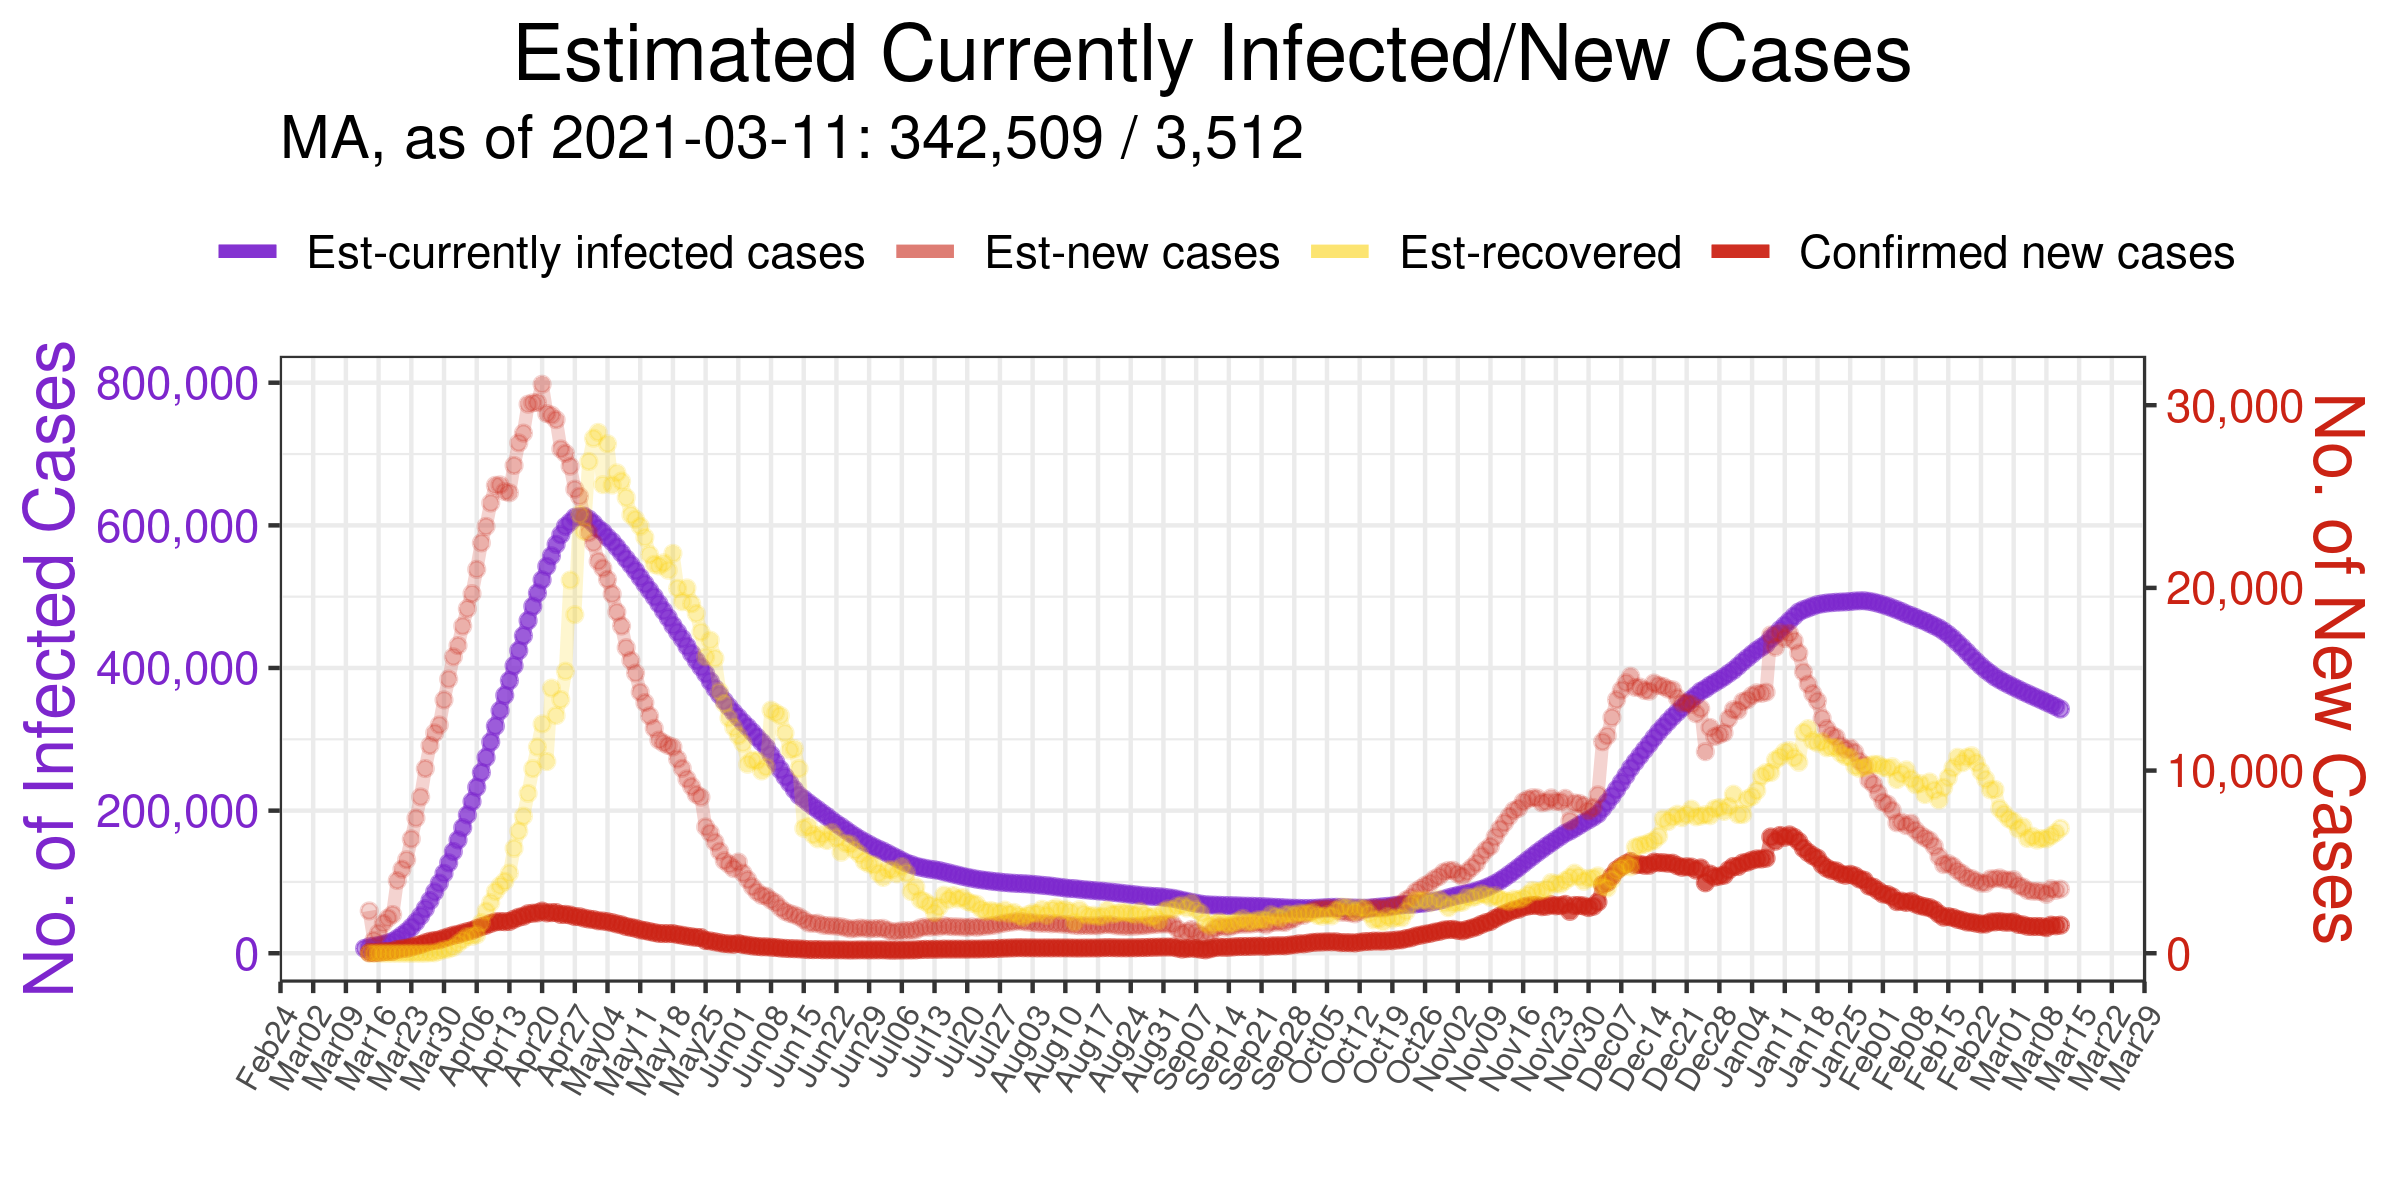 Estimated Currently Infected/New Cases
MA, as of 2021-03-11: 342,509 / 3,512
Est-currently infected cases Est-new cases Est-recovered Confirmed new cases
No. of Infected Cases
800,000
600,000
400,000
200,000
0
30,000
20,000
10,000
0
No. of New Cases
Feb24 Mar02 Mar09 Mar16 Mar23 Mar30 Apr06 Apr13 Apr20 Apr27 May04 May11 May18 May25 Jun01 Jun08 Jun15 Jun22 Jun29 Jul06 Jul13 Jul20 Jul27 Aug03 Aug10 Aug17 Aug24 Aug31 Sep07 Sep14 Sep21 Sep28 Oct05 Oct12 Oct19 Oct26 Nov02 Nov09 Nov16 Nov23 Nov30 Dec07 Dec14 Dec21 Dec28 Jan04 Jan11 Jan18 Jan25 Feb01 Feb08 Feb15 Feb22 Mar01 Mar08 Mar15 Mar22 Mar29